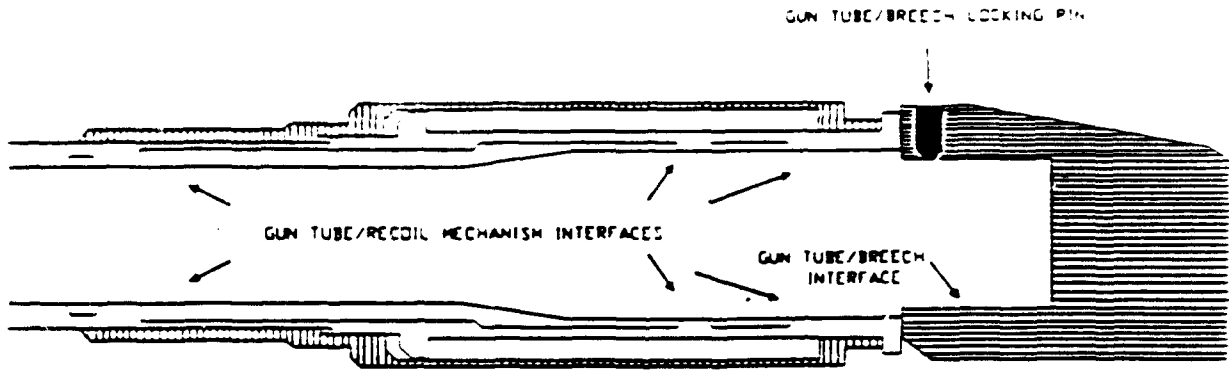 GUN TUBE/BREECH LOCKING PIN
GUN TUBE/RECOIL MECHANISM INTERFACES
GUN TUBE/BREECH
INTERFACE